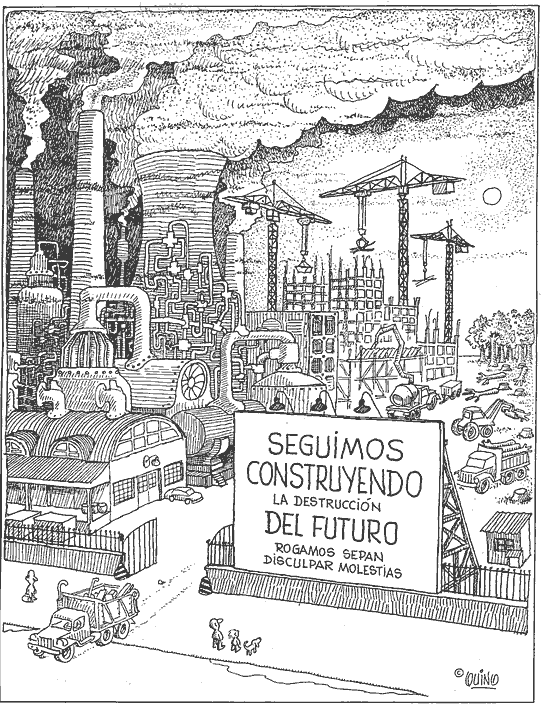 SEGUIMOS
CONSTRUYENDO
LA DESTRUCCIÓN
DEL FUTURO
ROGAMOS SEPAN
DISCULPAR MOLESTIAS
© QUINO